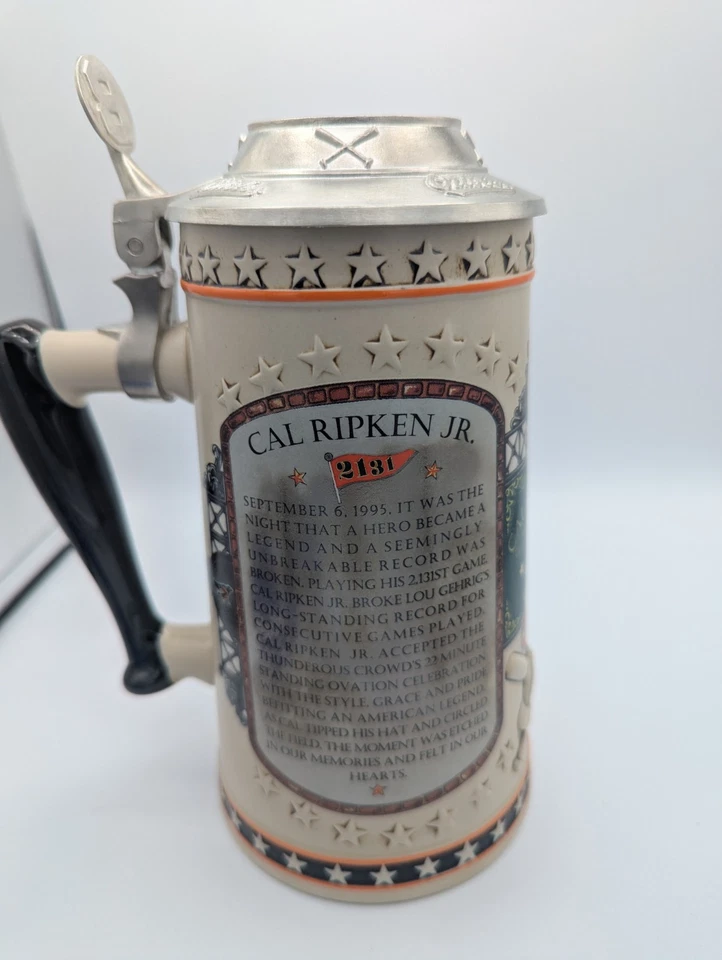 8
Orioles
CAL RIPKEN JR.
2131
SEPTEMBER 6, 1995, IT WAS THE
NIGHT THAT A HERO BECAME A
LEGEND AND A SEEMINGLY
UNBREAKABLE RECORD WAS
BROKEN. PLAYING HIS 2,131ST GAME,
CAL RIPKEN JR. BROKE LOU GEHRIG'S
LONG-STANDING RECORD FOR
CONSECUTIVE GAMES PLAYED.
CAL RIPKEN JR. ACCEPTED THE
THUNDEROUS CROWD'S 22 MINUTE
STANDING OVATION CELEBRATION
WITH THE STYLE, GRACE AND PRIDE
BEFITTING AN AMERICAN LEGEND.
AS CAL TIPPED HIS HAT AND CIRCLED
THE FIELD, THE MOMENT WAS ETCHED
IN OUR MEMORIES AND FELT IN OUR
HEARTS.